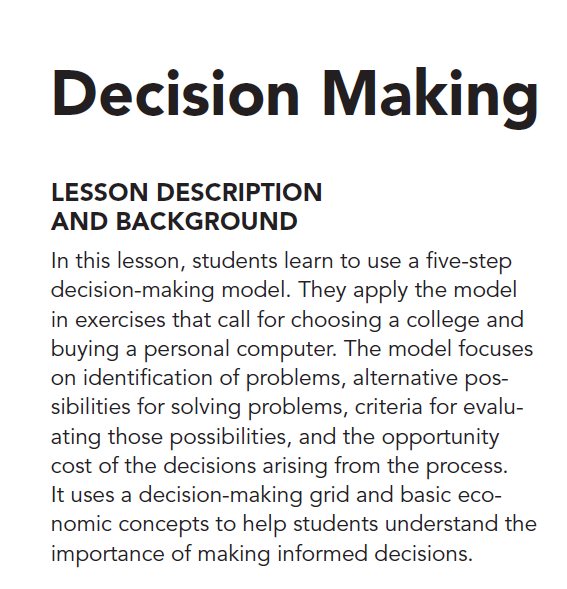 Decision Making
LESSON DESCRIPTION
AND BACKGROUND
In this lesson, students learn to use a five-step
decision-making model. They apply the model
in exercises that call for choosing a college and
buying a personal computer. The model focuses
on identification of problems, alternative pos-
sibilities for solving problems, criteria for evalu-
ating those possibilities, and the opportunity
cost of the decisions arising from the process.
It uses a decision-making grid and basic eco-
nomic concepts to help students understand the
importance of making informed decisions.